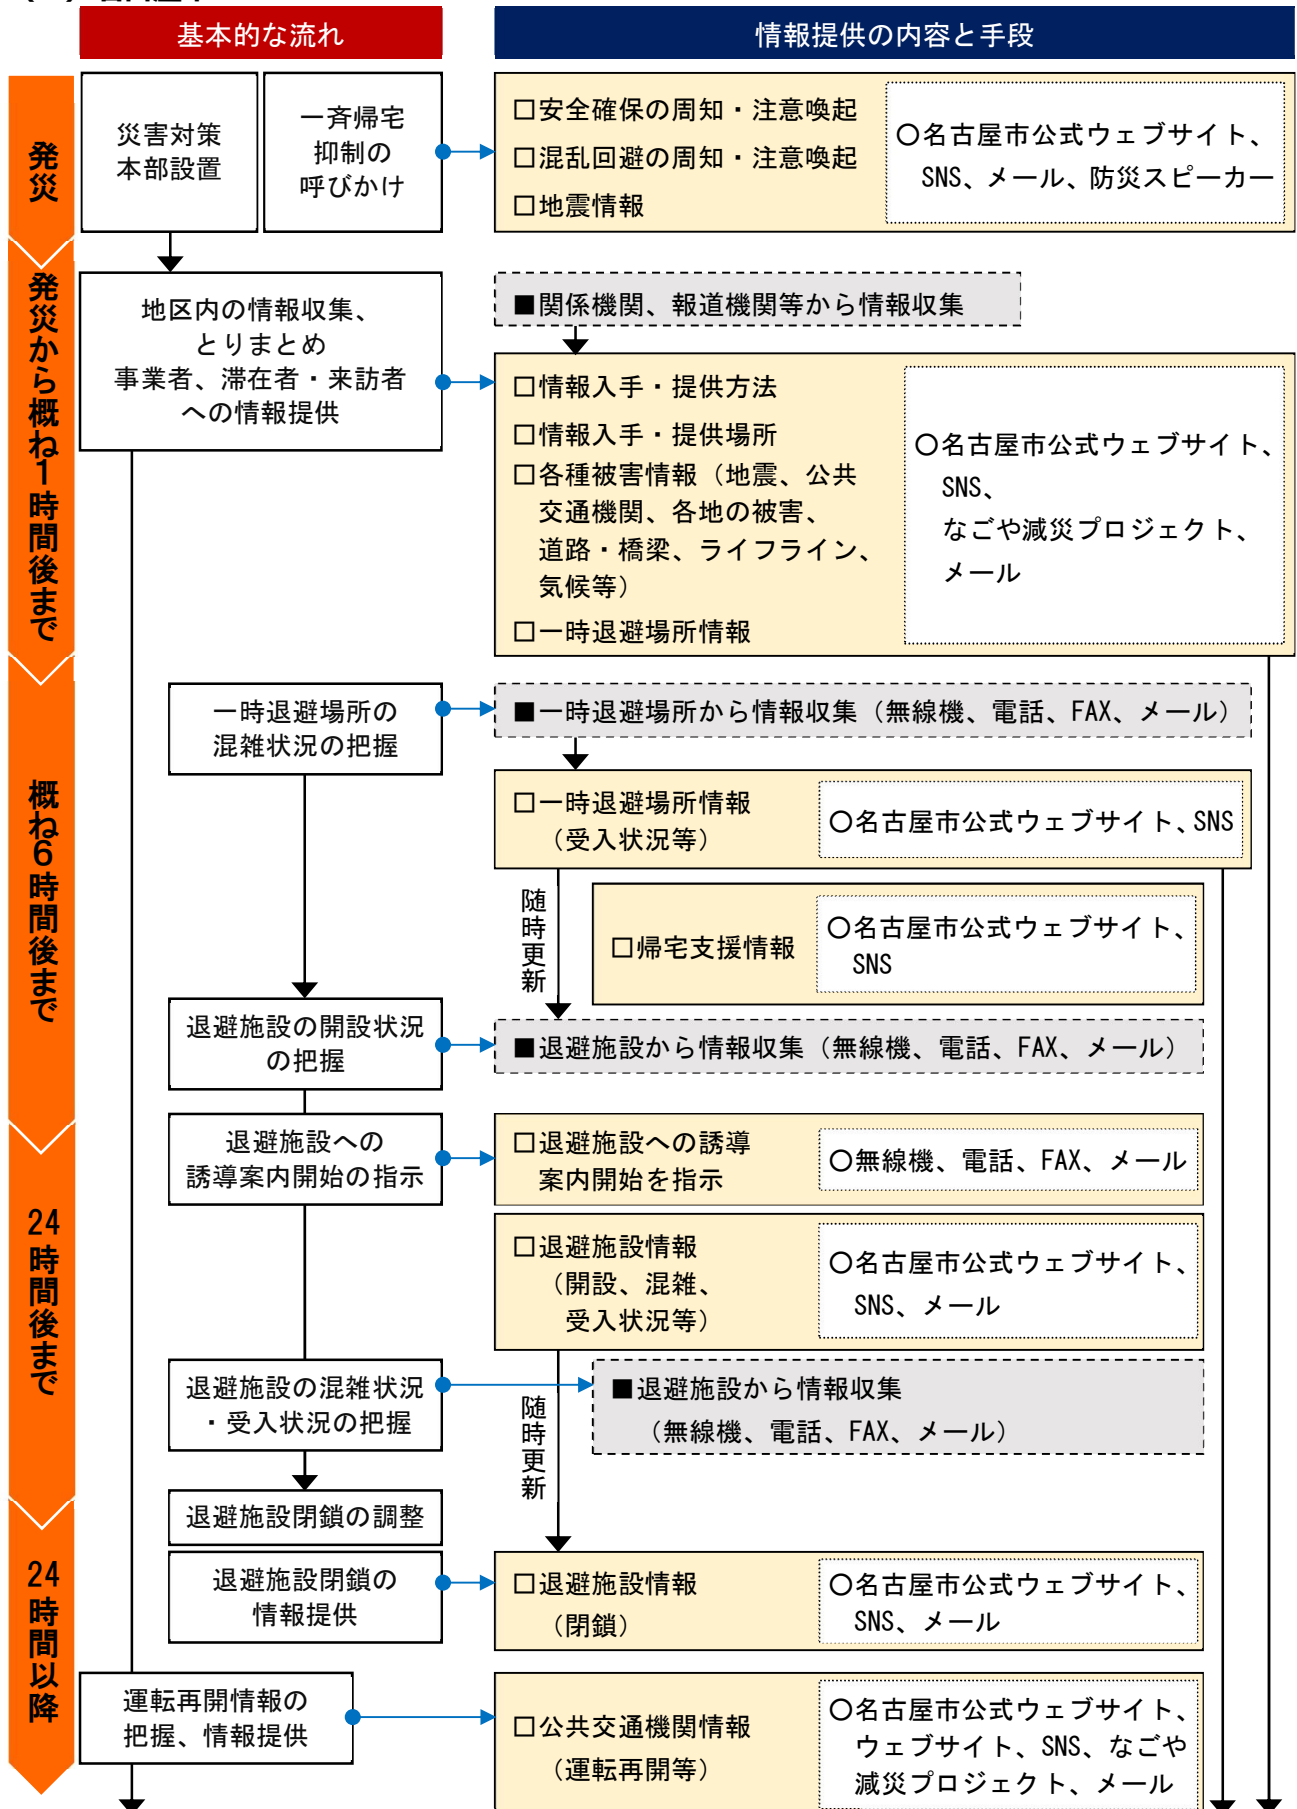 基本的な流れ
情報提供の内容と手段
発災
災害対策
本部設置
一斉帰宅
抑制の
呼びかけ
□安全確保の周知・注意喚起
□混乱回避の周知・注意喚起
□地震情報
○名古屋市公式ウェブサイト、
SNS、メール、防災スピーカー
発災から概ね1時間後まで
地区内の情報収集、
とりまとめ
事業者、滞在者・来訪者
への情報提供
■関係機関、報道機関等から情報収集
□情報入手・提供方法
□情報入手・提供場所
□各種被害情報（地震、公共
交通機関、各地の被害、
道路・橋梁、ライフライン、
気候等）
□一時退避場所情報
○名古屋市公式ウェブサイト、
SNS、
なごや減災プロジェクト、
メール
概ね6時間後まで
一時退避場所の
混雑状況の把握
■一時退避場所から情報収集（無線機、電話、FAX、メール）
□一時退避場所情報
（受入状況等）
○名古屋市公式ウェブサイト、SNS
随時更新
□帰宅支援情報
○名古屋市公式ウェブサイト、
SNS
退避施設の開設状況
の把握
■退避施設から情報収集（無線機、電話、FAX、メール）
24時間後まで
退避施設への
誘導案内開始の指示
□退避施設への誘導
案内開始を指示
○無線機、電話、FAX、メール
□退避施設情報
（開設、混雑、
受入状況等）
○名古屋市公式ウェブサイト、
SNS、メール
退避施設の混雑状況
・受入状況の把握
随時更新
■退避施設から情報収集
（無線機、電話、FAX、メール）
退避施設閉鎖の調整
24時間以降
退避施設閉鎖の
情報提供
□退避施設情報
（閉鎖）
○名古屋市公式ウェブサイト、
SNS、メール
運転再開情報の
把握、情報提供
□公共交通機関情報
（運転再開等）
○名古屋市公式ウェブサイト、
ウェブサイト、SNS、なごや
減災プロジェクト、メール